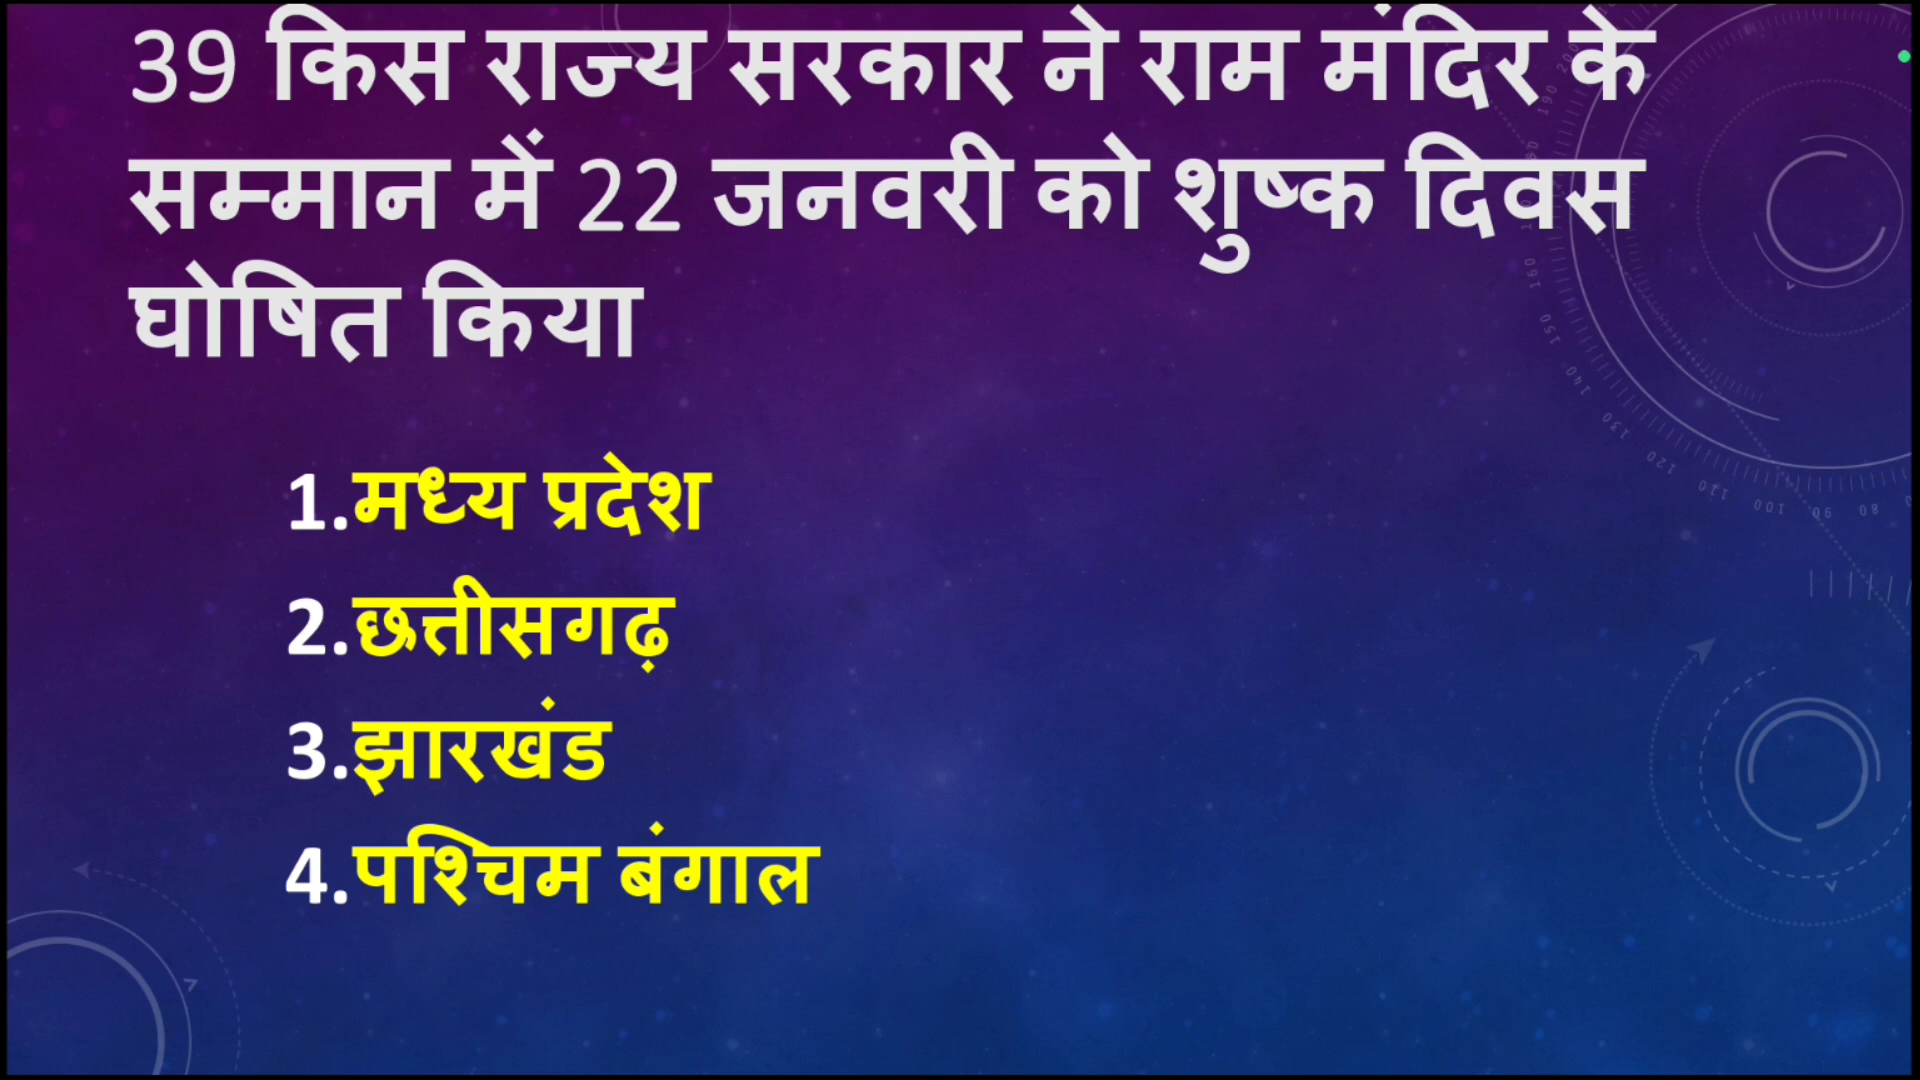 39 किस राज्य सरकार ने राम मंदिर के
सम्मान में 22 जनवरी को शुष्क दिवस
घोषित किया
1.मध्य प्रदेश
2.छत्तीसगढ़
3.झारखंड
4.पश्चिम बंगाल